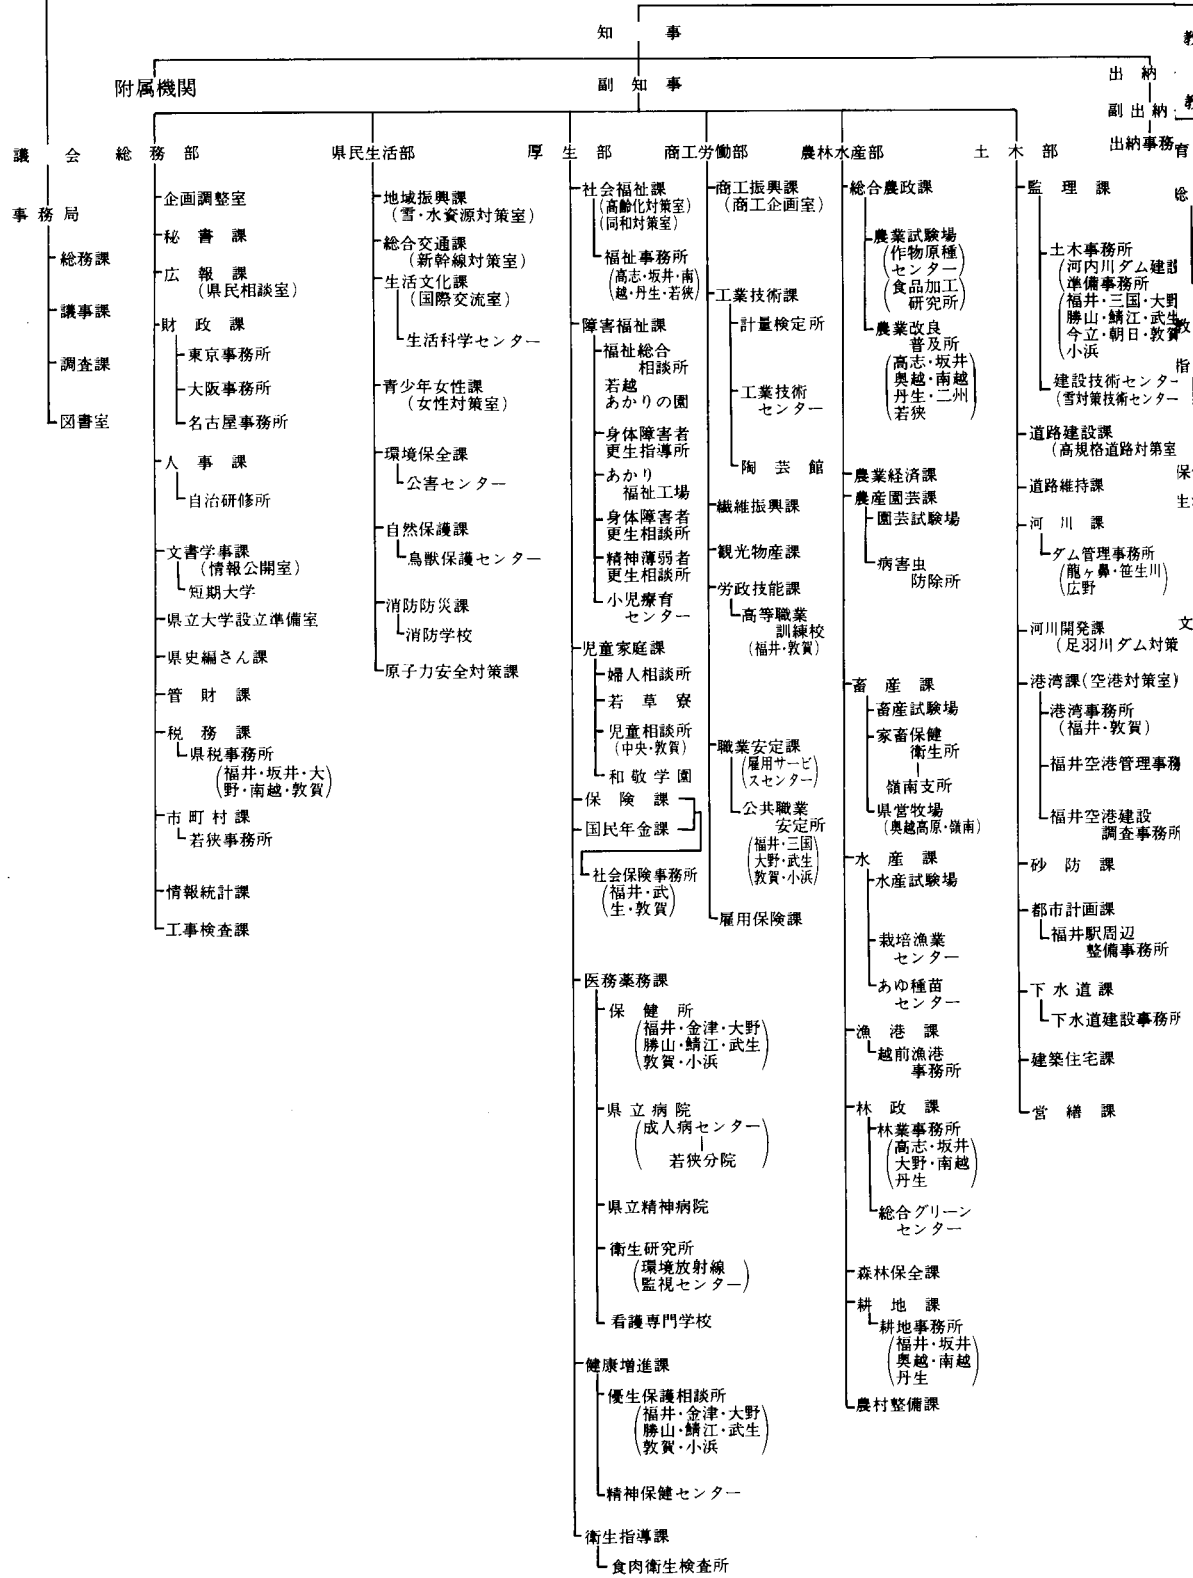 知事
附属機関
副知事
出納
副出納
出納事務
教
教
育
総
教
指
保
生
文
議会
事務局
総務課
議事課
調査課
図書室
総務部
企画調整室
秘書課
広報課
(県民相談室)
財政課
東京事務所
大阪事務所
名古屋事務所
人事課
自治研修所
文書学事課
(情報公開室)
短期大学
県立大学設立準備室
県史編さん課
管財課
税務課
県税事務所
(福井・坂井・大
野・南越・敦賀)
市町村課
若狭事務所
情報統計課
工事検査課
県民生活部
地域振興課
(雪・水資源対策室)
総合交通課
(新幹線対策室)
生活文化課
(国際交流室)
生活科学センター
青少年女性課
(女性対策室)
環境保全課
公害センター
自然保護課
鳥獣保護センター
消防防災課
消防学校
原子力安全対策課
厚生部
社会福祉課
(高齢化対策室)
(同和対策室)
福祉事務所
(高志・坂井・南
越・丹生・若狭)
障害福祉課
福祉総合
相談所
若越
あかりの園
身体障害者
更生指導所
あかり
福祉工場
身体障害者
更生相談所
精神薄弱者
更生相談所
小児療育
センター
児童家庭課
婦人相談所
若草寮
児童相談所
(中央・敦賀)
和敬学園
保険課
国民年金課
社会保険事務所
(福井・武
生・敦賀)
医務薬務課
保健所
(福井・金津・大野
勝山・鯖江・武生
敦賀・小浜)
県立病院
(成人病センター
若狭分院)
県立精神病院
衛生研究所
(環境放射線
監視センター)
看護専門学校
健康増進課
優生保護相談所
(福井・金津・大野
勝山・鯖江・武生
敦賀・小浜)
精神保健センター
衛生指導課
食肉衛生検査所
商工労働部
商工振興課
(商工企画室)
工業技術課
計量検定所
工業技術
センター
陶芸館
繊維振興課
観光物産課
労政技能課
高等職業
訓練校
(福井・敦賀)
職業安定課
(雇用サービ
スセンター)
公共職業
安定所
(福井・三国
大野・武生
敦賀・小浜)
雇用保険課
農林水産部
総合農政課
農業試験場
(作物原種
センター)
(食品加工
研究所)
農業改良
普及所
(高志・坂井
奥越・南越
丹生・二州
若狭)
農業経済課
農産園芸課
園芸試験場
病害虫
防除所
畜産課
畜産試験場
家畜保健
衛生所
嶺南支所
県営牧場
(奥越高原・嶺南)
水産課
水産試験場
栽培漁業
センター
あゆ種苗
センター
漁港課
越前漁港
事務所
林政課
林業事務所
(高志・坂井
大野・南越
丹生)
総合グリーン
センター
森林保全課
耕地課
耕地事務所
(福井・坂井
奥越・南越
丹生)
農村整備課
土木部
監理課
土木事務所
(河内川ダム建設
準備事務所
福井・三国・大野
勝山・鯖江・武生
今立・朝日・敦賀
小浜
建設技術センター
(雪対策技術センター
道路建設課
(高規格道路対第室
道路維持課
河川課
ダム管理事務所
(龍ヶ鼻・笹生川
広野)
河川開発課
(足羽川ダム対策
港湾課(空港対策室)
港湾事務所
(福井・敦賀)
福井空港管理事務
福井空港建設
調査事務所
砂防課
都市計画課
福井駅周辺
整備事務所
下水道課
下水道建設事務所
建築住宅課
営繕課